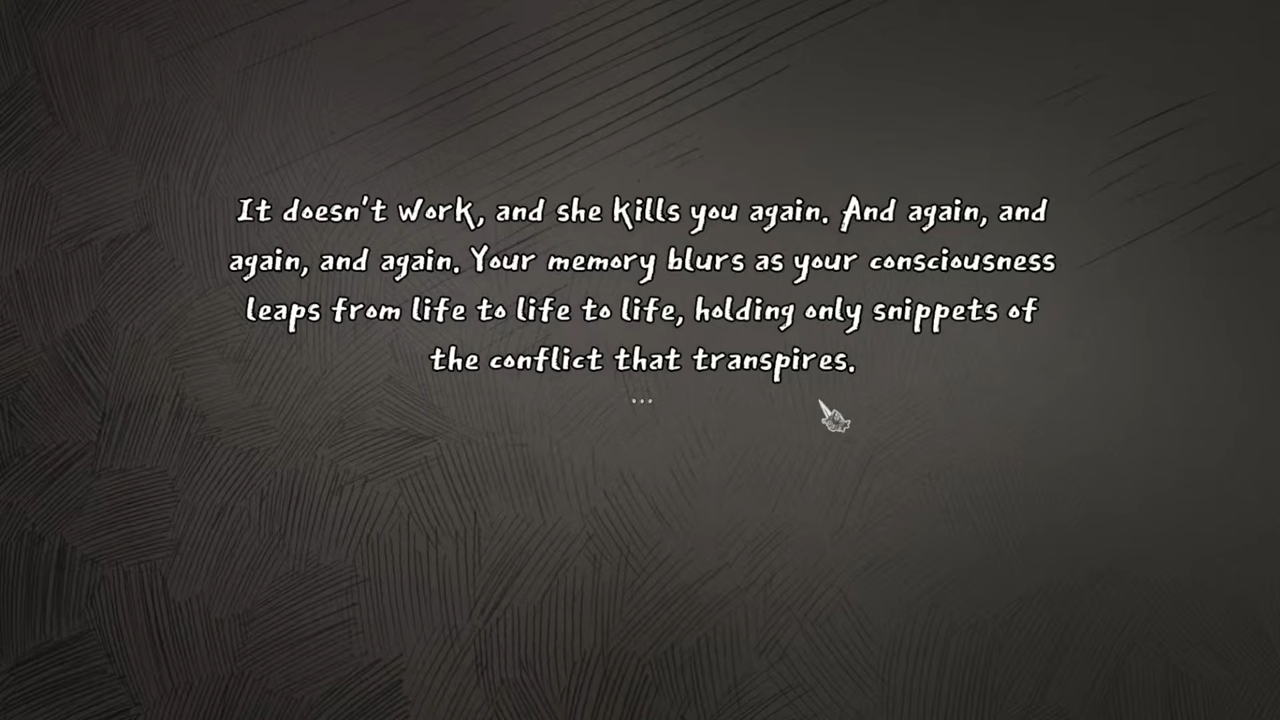 It doesn't work, and she kills you again. And again, and
again, and again. Your memory blurs as your consciousness
leaps from life to life to life, holding only snippets of
the conflict that transpires.
...